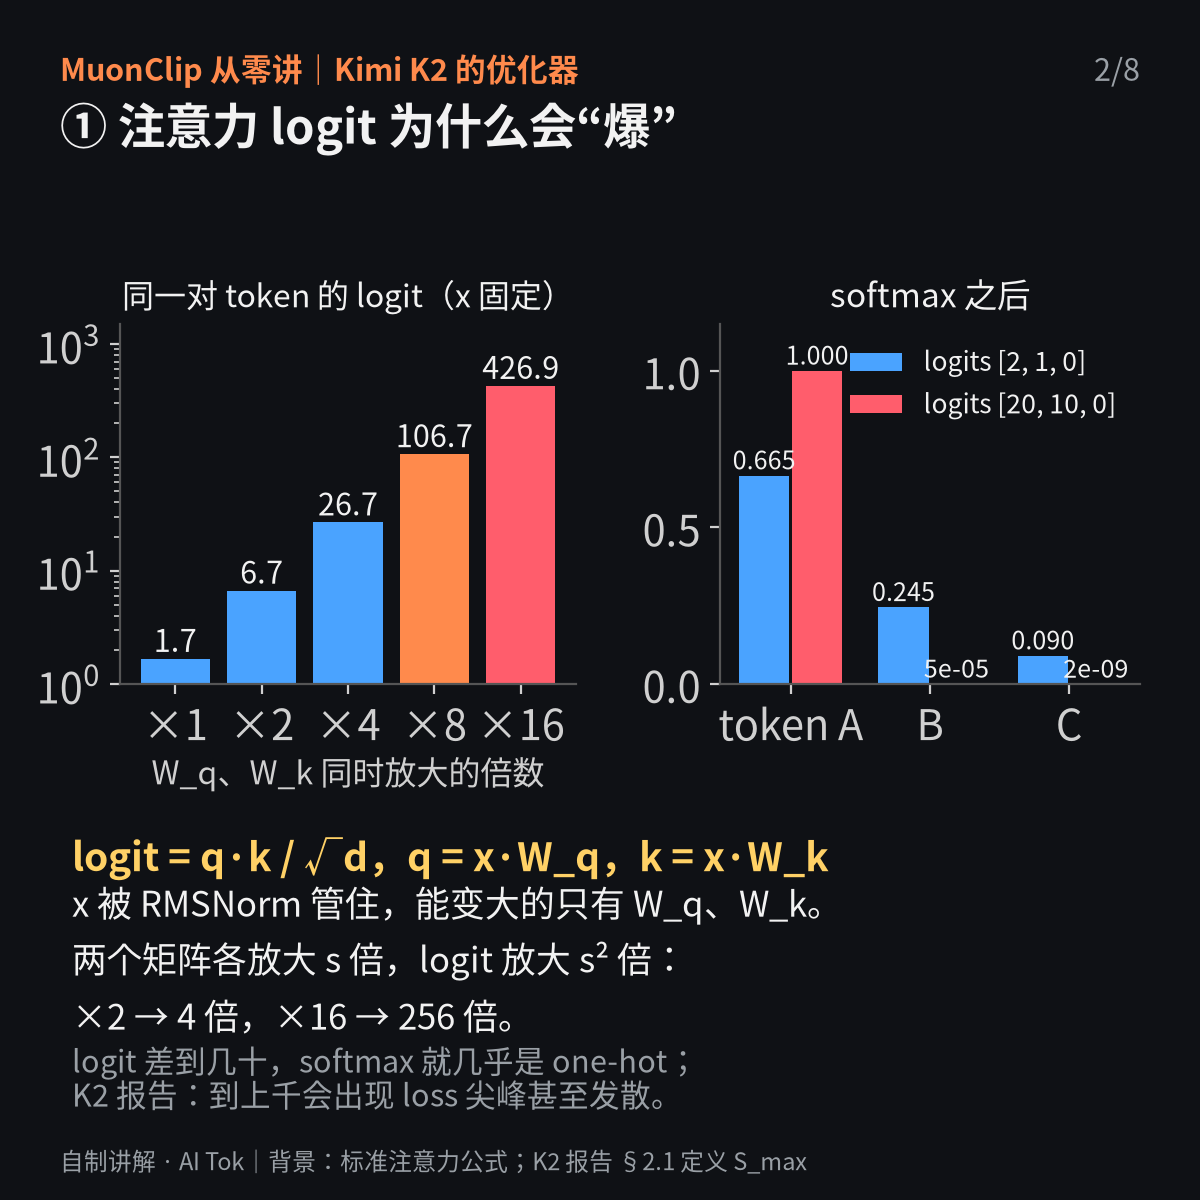 MuonClip 从零讲｜Kimi K2 的优化器
2/8
① 注意力 logit 为什么会“爆”
同一对 token 的 logit（x 固定）
10³
10²
10¹
10⁰
1.7
6.7
26.7
106.7
426.9
×1 ×2 ×4 ×8 ×16
W_q、W_k 同时放大的倍数
softmax 之后
logits [2, 1, 0]
logits [20, 10, 0]
1.0
0.5
0.0
0.665
1.000
0.245
5e-05
0.090
2e-09
token A B C
logit = q·k / √d，q = x·W_q，k = x·W_k
x 被 RMSNorm 管住，能变大的只有 W_q、W_k。
两个矩阵各放大 s 倍，logit 放大 s² 倍：
×2 → 4 倍，×16 → 256 倍。
logit 差到几十，softmax 就几乎是 one-hot；
K2 报告：到上千会出现 loss 尖峰甚至发散。
自制讲解 · AI Tok｜背景：标准注意力公式；K2 报告 §2.1 定义 S_max